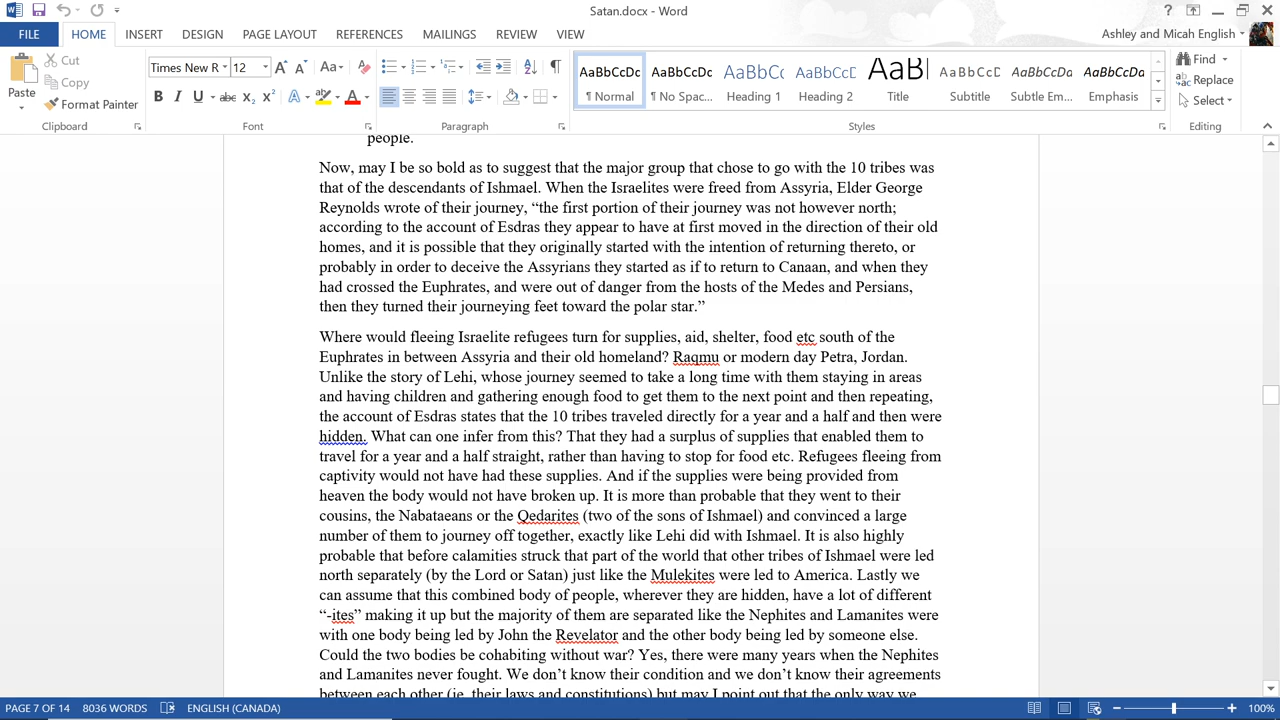 Satan.docx - Word
FILE HOME INSERT DESIGN PAGE LAYOUT REFERENCES MAILINGS REVIEW VIEW Ashley and Micah English
Paste
Cut
Copy
Format Painter
Clipboard
Times New R 12
Font
Paragraph
AaBbCcDc AaBbCcDc AaBbCc AaBbCcD AaB AaBbCcD AaBbCcDc AaBbCcDc
¶ Normal ¶ No Spac... Heading 1 Heading 2 Title Subtitle Subtle Em... Emphasis
Styles
Find
Replace
Select
Editing
people.
Now, may I be so bold as to suggest that the major group that chose to go with the 10 tribes was
that of the descendants of Ishmael. When the Israelites were freed from Assyria, Elder George
Reynolds wrote of their journey, “the first portion of their journey was not however north;
according to the account of Esdras they appear to have at first moved in the direction of their old
homes, and it is possible that they originally started with the intention of returning thereto, or
probably in order to deceive the Assyrians they started as if to return to Canaan, and when they
had crossed the Euphrates, and were out of danger from the hosts of the Medes and Persians,
then they turned their journeying feet toward the polar star.”
Where would fleeing Israelite refugees turn for supplies, aid, shelter, food etc south of the
Euphrates in between Assyria and their old homeland? Raqmu or modern day Petra, Jordan.
Unlike the story of Lehi, whose journey seemed to take a long time with them staying in areas
and having children and gathering enough food to get them to the next point and then repeating,
the account of Esdras states that the 10 tribes traveled directly for a year and a half and then were
hidden. What can one infer from this? That they had a surplus of supplies that enabled them to
travel for a year and a half straight, rather than having to stop for food etc. Refugees fleeing from
captivity would not have had these supplies. And if the supplies were being provided from
heaven the body would not have broken up. It is more than probable that they went to their
cousins, the Nabataeans or the Qedarites (two of the sons of Ishmael) and convinced a large
number of them to journey off together, exactly like Lehi did with Ishmael. It is also highly
probable that before calamities struck that part of the world that other tribes of Ishmael were led
north separately (by the Lord or Satan) just like the Mulekites were led to America. Lastly we
can assume that this combined body of people, wherever they are hidden, have a lot of different
“-ites” making it up but the majority of them are separated like the Nephites and Lamanites were
with one body being led by John the Revelator and the other body being led by someone else.
Could the two bodies be cohabiting without war? Yes, there were many years when the Nephites
and Lamanites never fought. We don’t know their condition and we don’t know their agreements
between each other (ie. their laws and constitutions) but may I point out that the only way we
PAGE 7 OF 14 8036 WORDS ENGLISH (CANADA) 100%